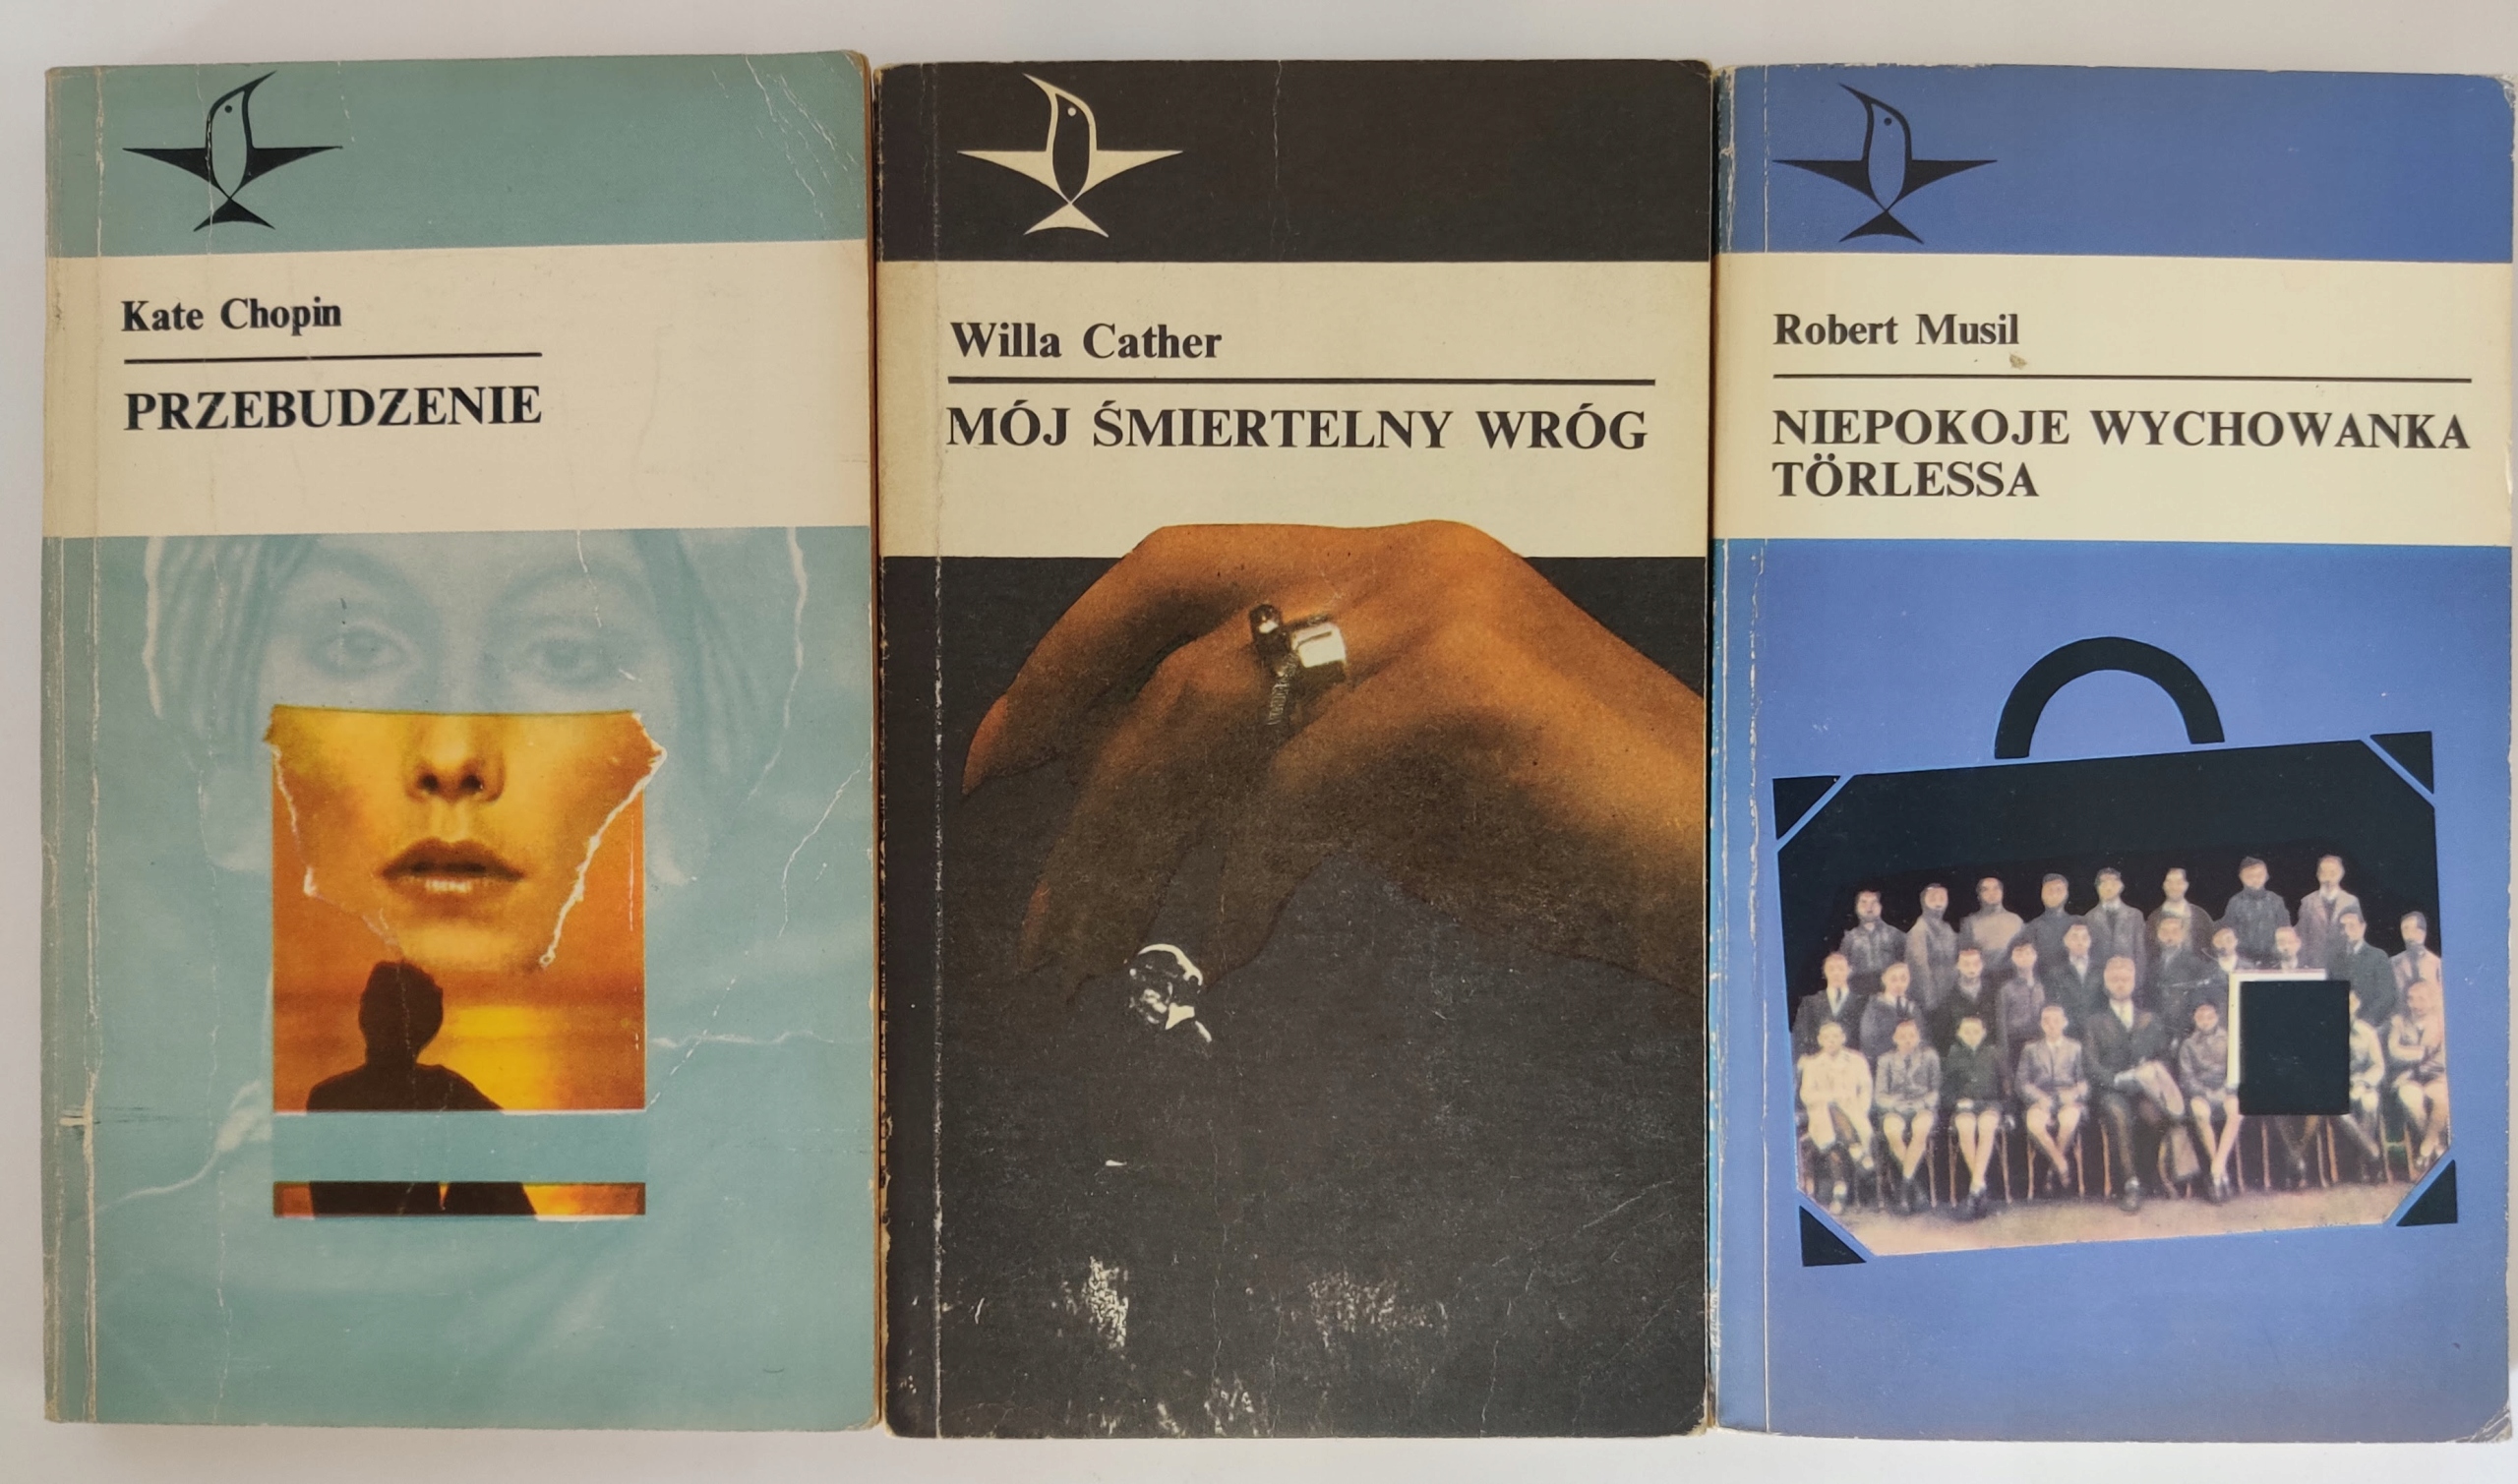 Kate Chopin
PRZEBUDZENIE
Willa Cather
MÓJ ŚMIERTELNY WRÓG
Robert Musil
NIEPOKOJE WYCHOWANKA
TÖRLESSA